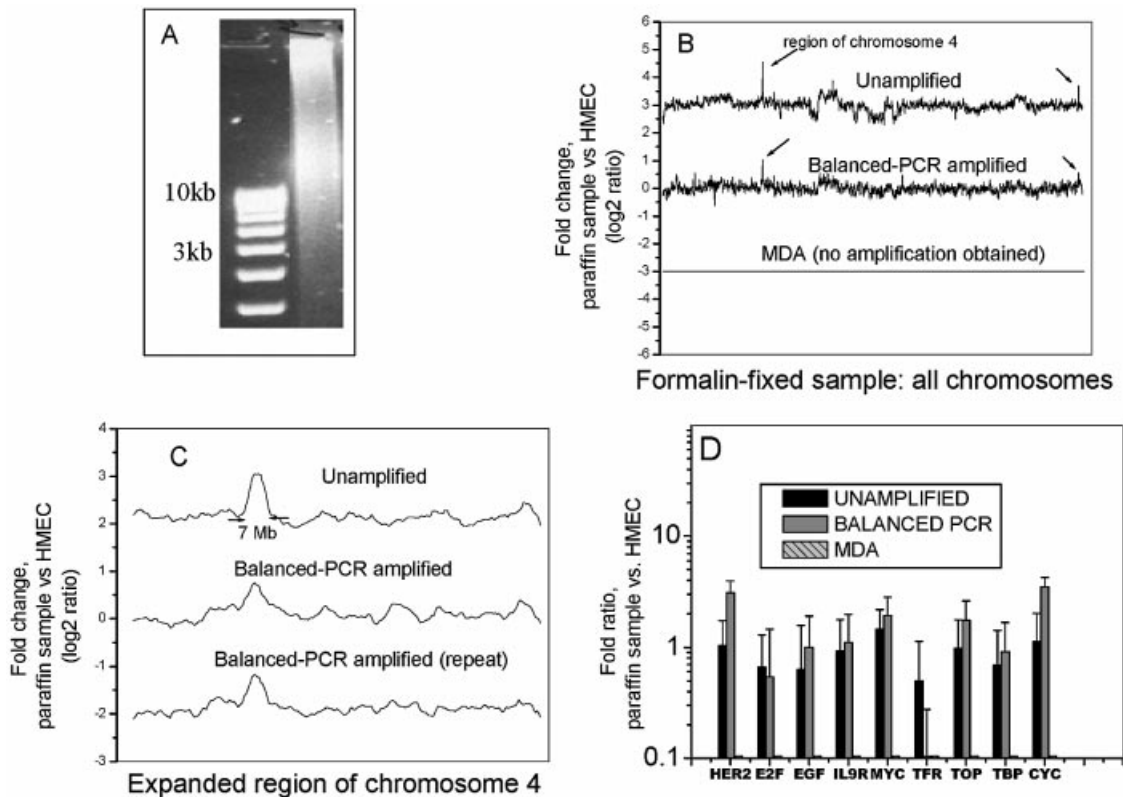 A
10kb
3kb
B
region of chromosome 4
Unamplified
Balanced-PCR amplified
MDA (no amplification obtained)
6
5
4
3
2
1
0
-1
-2
-3
-4
-5
-6
Fold change,
paraffin sample vs HMEC
(log2 ratio)
Formalin-fixed sample: all chromosomes
C
Unamplified
7 Mb
Balanced-PCR amplified
Balanced-PCR amplified (repeat)
4
3
2
1
0
-1
-2
-3
Fold change,
paraffin sample vs HMEC
(log2 ratio)
Expanded region of chromosome 4
D
UNAMPLIFIED
BALANCED PCR
MDA
10
1
0.1
Fold ratio,
paraffin sample vs. HMEC
HER2 E2F EGF IL9R MYC TFR TOP TBP CYC